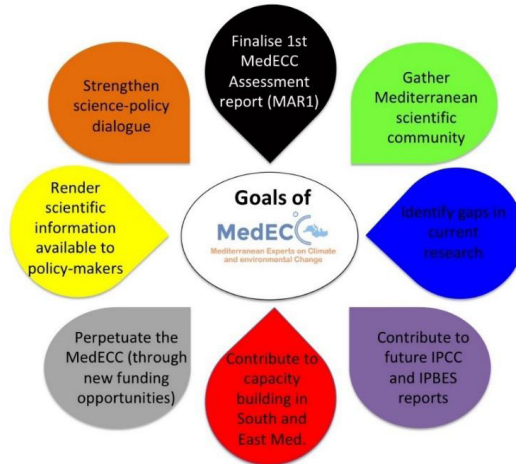 Finalise 1st
MedECC
Assessment
report (MAR1)
Gather
Mediterranean
scientific
community
Identify gaps in
current
research
Contribute to
future IPCC
and IPBES
reports
Contribute to
capacity
building in
South and
East Med.
Perpetuate the
MedECC (through
new funding
opportunities)
Render
scientific
information
available to
policy-makers
Strengthen
science-policy
dialogue
Goals of
MedECC
Mediterranean Experts on Climate
and environmental Change